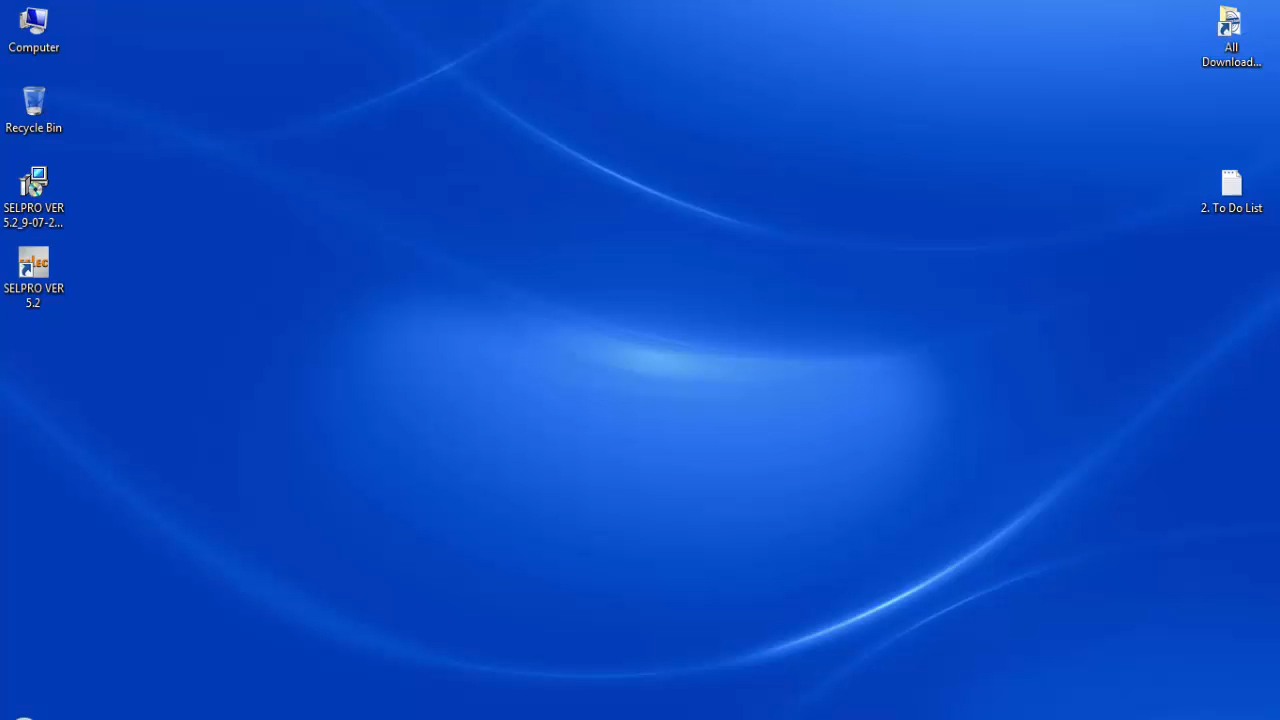 Computer
Recycle Bin
SELPRO VER
5.2_9-07-2...
selec
SELPRO VER
5.2
All
Download...
2. To Do List